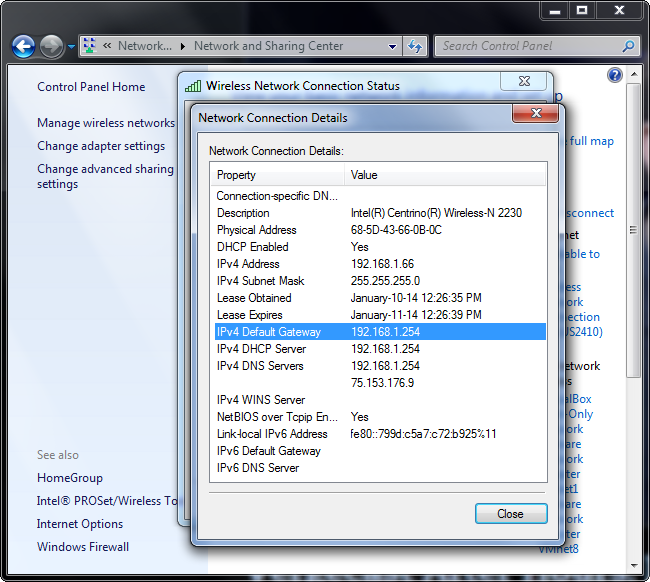 Network... Network and Sharing Center
Search Control Panel
Control Panel Home
Manage wireless networks
Change adapter settings
Change advanced sharing
settings
See also
HomeGroup
Intel® PROSet/Wireless To
Internet Options
Windows Firewall
Wireless Network Connection Status
Network Connection Details
Network Connection Details:
Property Value
Connection-specific DN...
Description Intel(R) Centrino(R) Wireless-N 2230
Physical Address 68-5D-43-66-0B-0C
DHCP Enabled Yes
IPv4 Address 192.168.1.66
IPv4 Subnet Mask 255.255.255.0
Lease Obtained January-10-14 12:26:35 PM
Lease Expires January-11-14 12:26:39 PM
IPv4 Default Gateway 192.168.1.254
IPv4 DHCP Server 192.168.1.254
IPv4 DNS Servers 192.168.1.254
75.153.176.9
IPv4 WINS Server
NetBIOS over Tcpip En... Yes
Link-local IPv6 Address fe80::799d:c5a7:c72:b925%11
IPv6 Default Gateway
IPv6 DNS Server
Close
full map
sconnect
net
able to
ess
ork
ection
US2410)
etwork
s
alBox
-Only
ork
are
ork
ter
et1
are
ork
ter
VMnet8